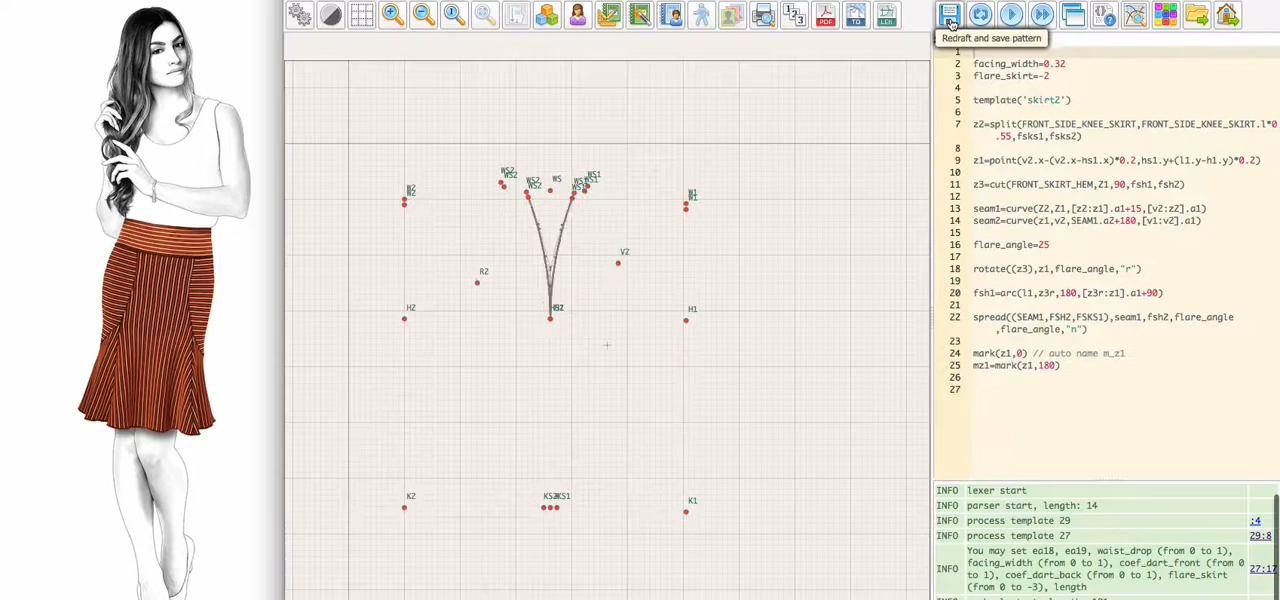 PDF
Redraft and save pattern
1
2 facing_width=0.32
3 flare_skirt=-2
4
5 template('skirt2')
6
7 z2=split(FRONT_SIDE_KNEE_SKIRT,FRONT_SIDE_KNEE_SKIRT.l*0
.55,fsks1,fsks2)
8
9 z1=point(v2.x-(v2.x-hs1.x)*0.2,hs1.y+(l1.y-h1.y)*0.2)
10
11 z3=cut(FRONT_SKIRT_HEM,Z1,90,fsh1,fsh2)
12
13 seam1=curve(Z2,Z1,[z2:z1].a1+15,[v2:z2].a1)
14 seam2=curve(z1,v2,SEAM1.a2+180,[v1:v2].a1)
15
16 flare_angle=25
17
18 rotate((z3),z1,flare_angle,"r")
19
20 fsh1=arc(l1,z3r,180,[z3r:z1].a1+90)
21
22 spread((SEAM1,FSH2,FSKS1),seam1,fsh2,flare_angle
,flare_angle,"n")
23
24 mark(z1,0) // auto name m_z1
25 mz1=mark(z1,180)
26
27
WS2
WS2
WS2
WS2
WS
WS1
WS1
W2
W2
W1
W1
V2
R2
H2
H1
K2
KS1
K1
INFO lexer start
INFO parser start, length: 14
INFO process template 29 :4
INFO process template 27 29:8
INFO You may set ea18, ea19, waist_drop (from 0 to 1),
facing_width (from 0 to 1), coef_dart_front (from 0
to 1), coef_dart_back (from 0 to 1), flare_skirt
(from 0 to -3), length 27:17